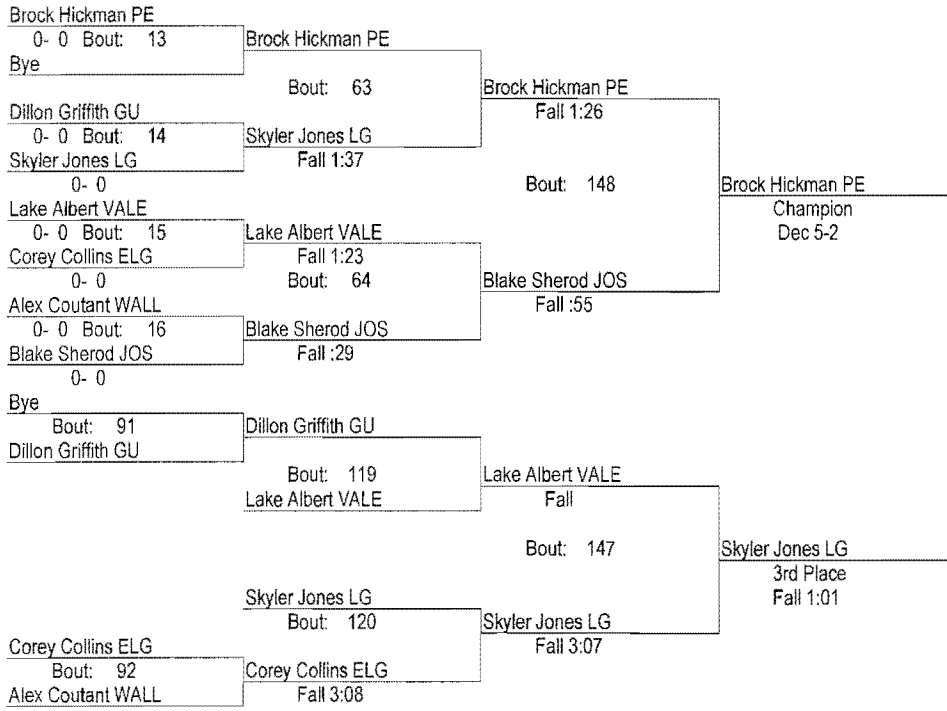 Brock Hickman PE
0- 0 Bout: 13
Bye
Brock Hickman PE
Bout: 63
Brock Hickman PE
Fall 1:26
Dillon Griffith GU
0- 0 Bout: 14
Skyler Jones LG
0- 0
Skyler Jones LG
Fall 1:37
Bout: 148
Brock Hickman PE
Champion
Dec 5-2
Lake Albert VALE
0- 0 Bout: 15
Corey Collins ELG
0- 0
Lake Albert VALE
Fall 1:23
Bout: 64
Blake Sherod JOS
Fall :55
Alex Coutant WALL
0- 0 Bout: 16
Blake Sherod JOS
0- 0
Blake Sherod JOS
Fall :29
Bye
Bout: 91
Dillon Griffith GU
Dillon Griffith GU
Bout: 119
Lake Albert VALE
Lake Albert VALE
Fall
Bout: 147
Skyler Jones LG
3rd Place
Fall 1:01
Skyler Jones LG
Bout: 120
Skyler Jones LG
Fall 3:07
Corey Collins ELG
Bout: 92
Alex Coutant WALL
Corey Collins ELG
Fall 3:08